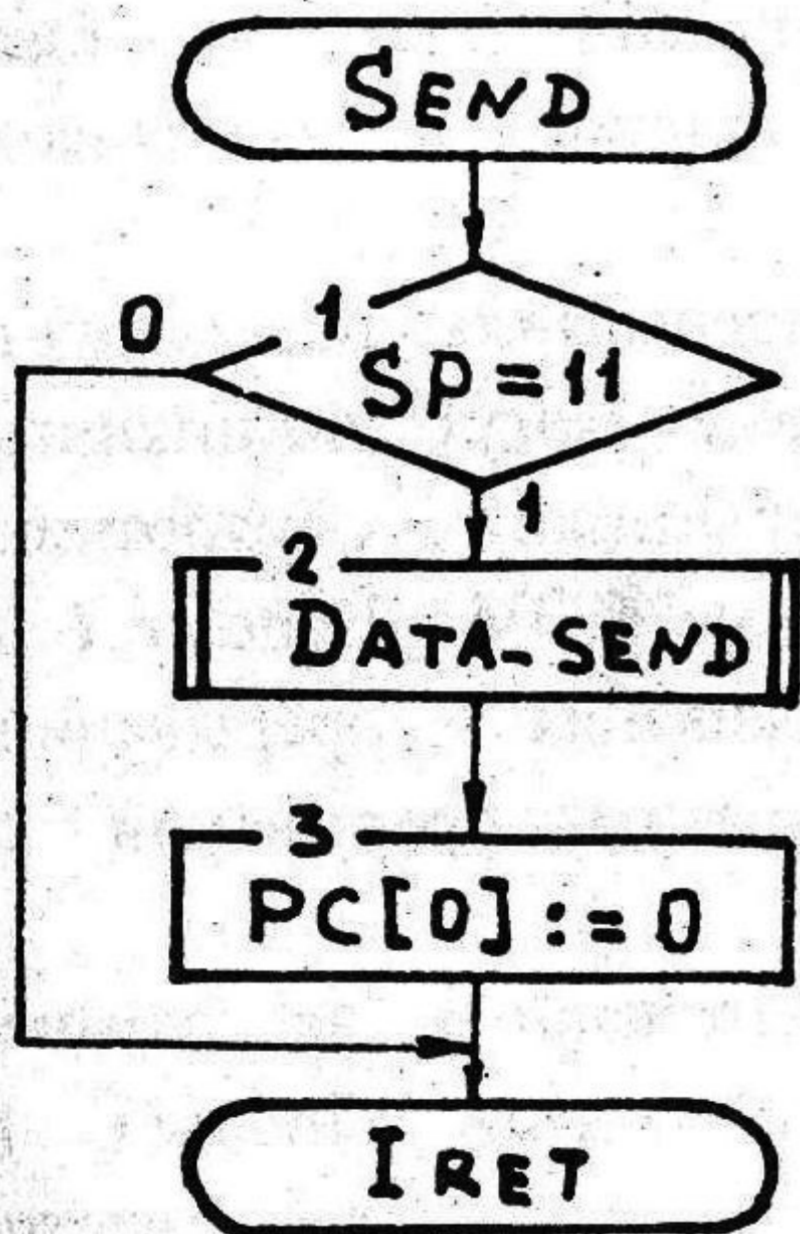 SEND
0
1
SP = 11
1
2
DATA_SEND
3
PC[0] := 0
IRET